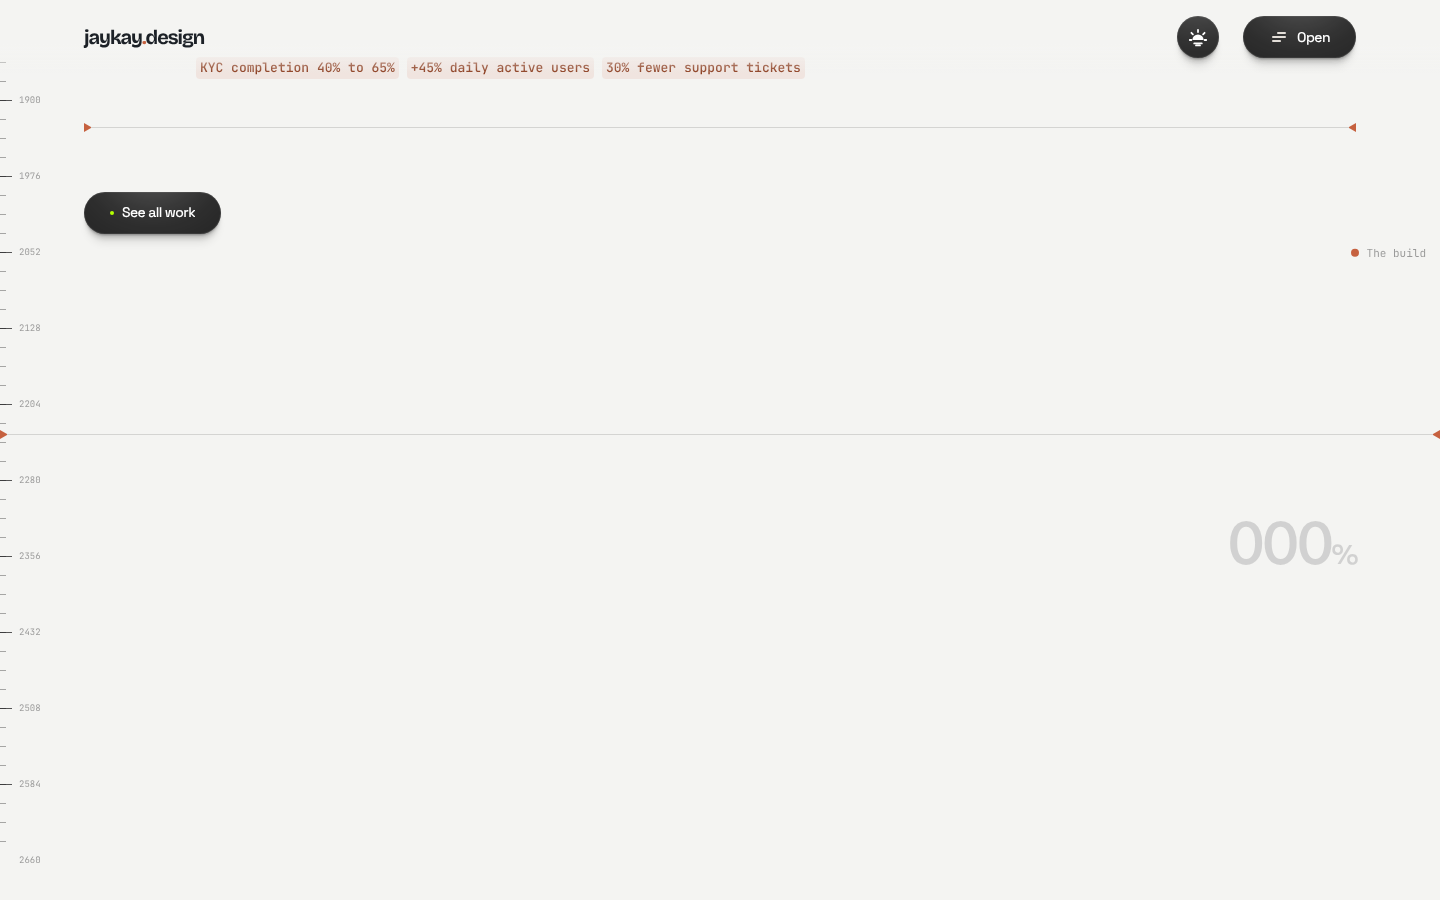 jaykay.design
Open
KYC completion 40% to 65% +45% daily active users 30% fewer support tickets
1900
1976
See all work
2052
The build
2128
2204
2280
000%
2356
2432
2508
2584
2660